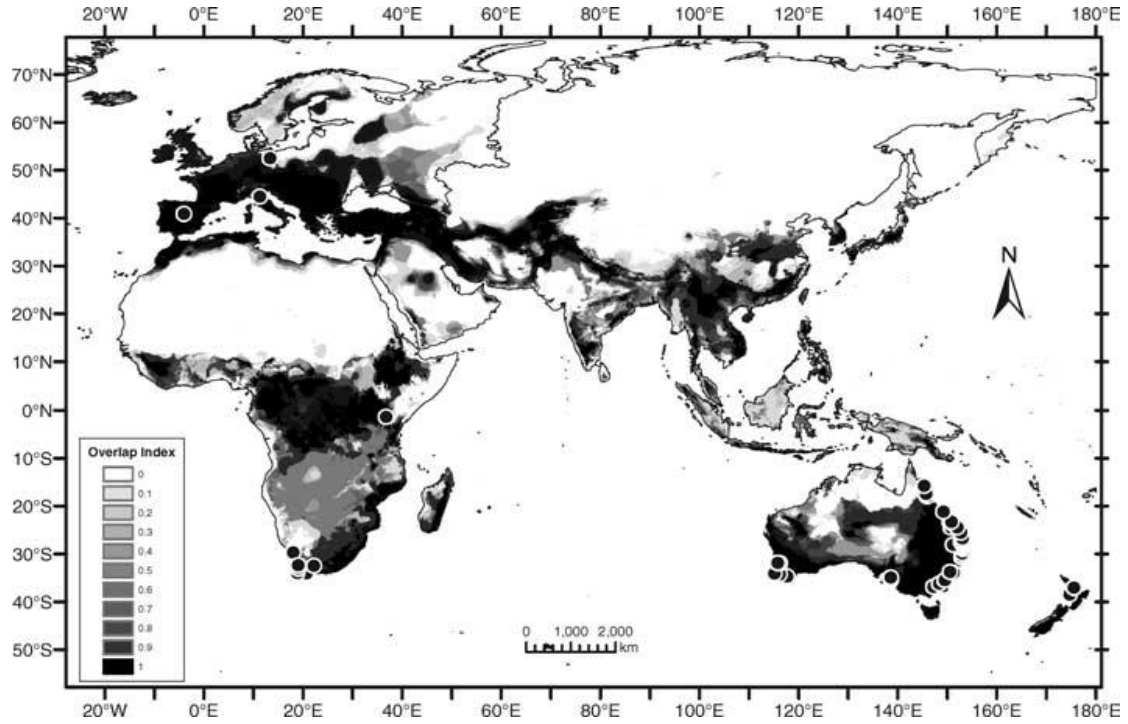 20°W 0°E 20°E 40°E 60°E 80°E 100°E 120°E 140°E 160°E 180°E
70°N
60°N
50°N
40°N
30°N
20°N
10°N
0°N
10°S
20°S
30°S
40°S
50°S
N
Overlap Index
0
0.1
0.2
0.3
0.4
0.5
0.6
0.7
0.8
0.9
1
0 1,000 2,000
km
20°W 0°E 20°E 40°E 60°E 80°E 100°E 120°E 140°E 160°E 180°E